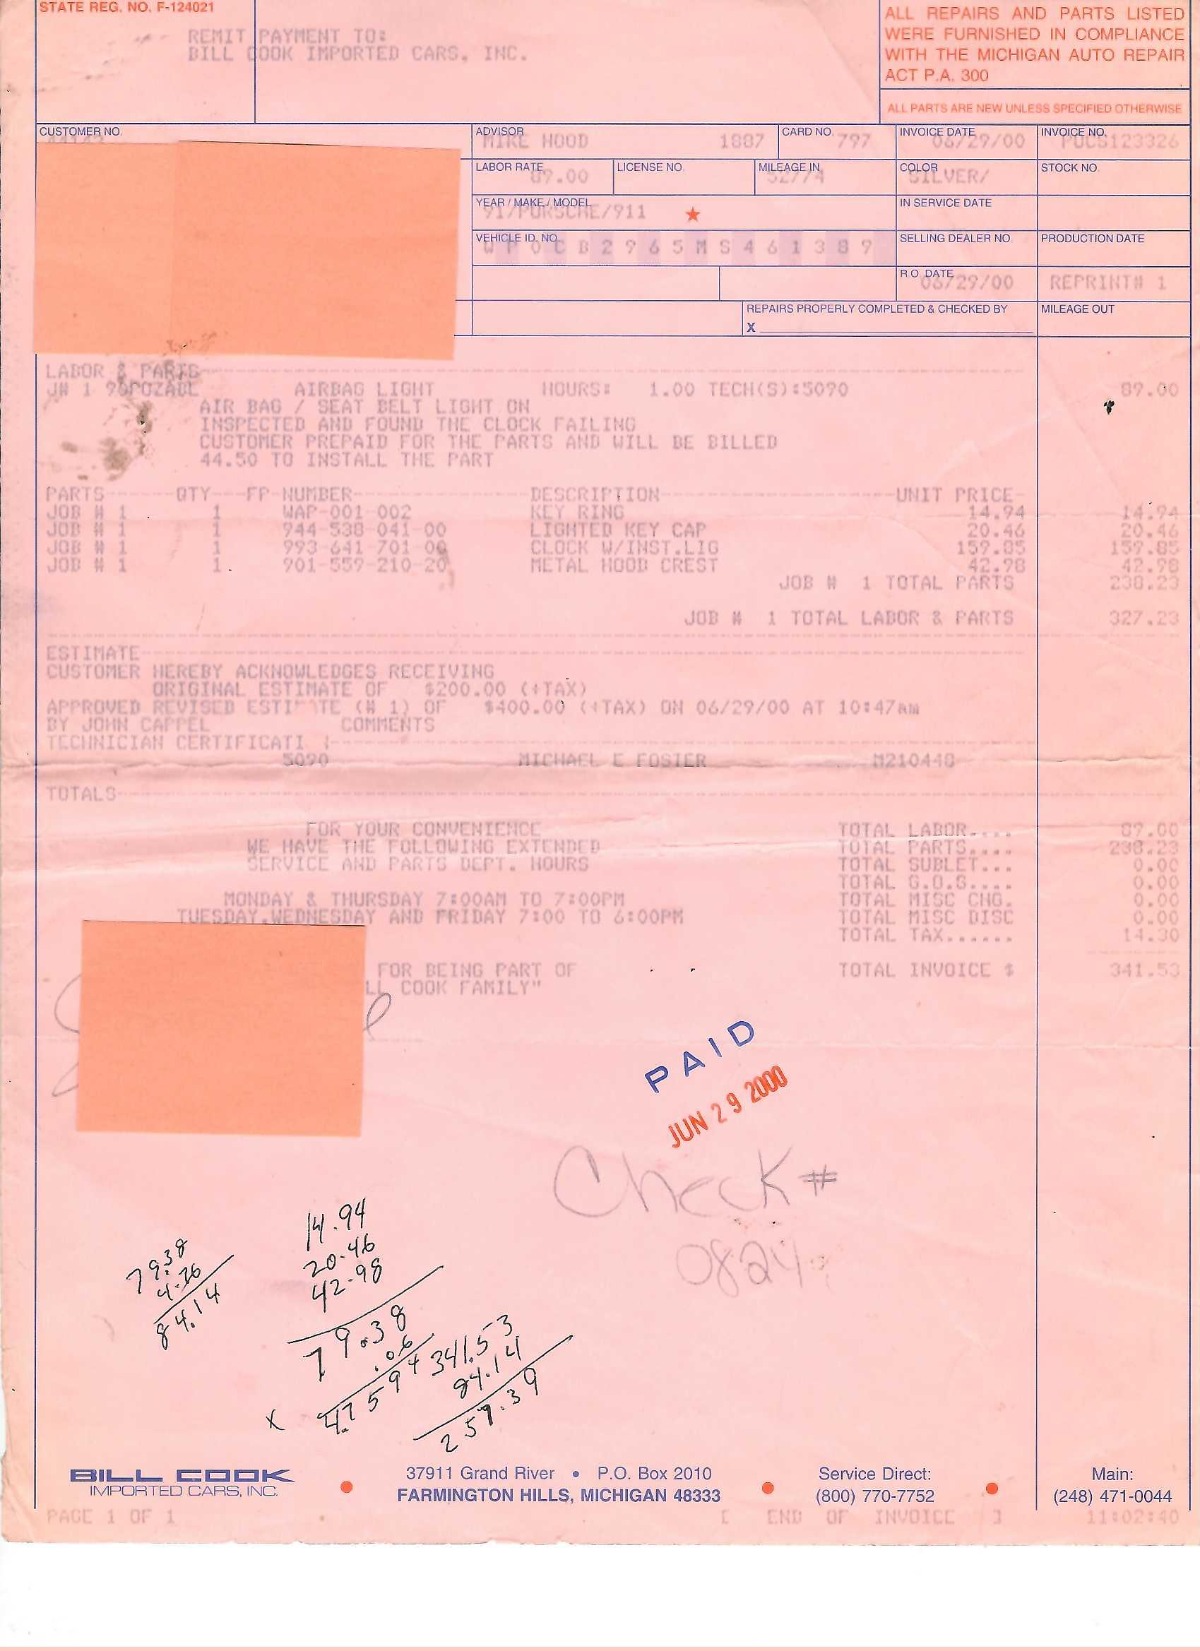 STATE REG. NO. F-124021
REMIT PAYMENT TO:
BILL COOK IMPORTED CARS, INC.
ALL REPAIRS AND PARTS LISTED
WERE FURNISHED IN COMPLIANCE
WITH THE MICHIGAN AUTO REPAIR
ACT P.A. 300
ALL PARTS ARE NEW UNLESS SPECIFIED OTHERWISE
CUSTOMER NO. ADVISOR MIKE HOOD 1887 CARD NO. 797 INVOICE DATE 06/29/00 INVOICE NO. POCS123326
LABOR RATE 89.00 LICENSE NO. MILEAGE IN 52774 COLOR SILVER/ STOCK NO.
YEAR / MAKE / MODEL 91/PORSCHE/911 IN SERVICE DATE
VEHICLE ID. NO. WP0CB2965MS461389 SELLING DEALER NO. PRODUCTION DATE
R.O. DATE 06/29/00 REPRINT# 1
REPAIRS PROPERLY COMPLETED & CHECKED BY MILEAGE OUT
X
LABOR & PARTS
J# 1 96POZABL AIRBAG LIGHT HOURS: 1.00 TECH(S):5090 89.00
AIR BAG / SEAT BELT LIGHT ON
INSPECTED AND FOUND THE CLOCK FAILING
CUSTOMER PREPAID FOR THE PARTS AND WILL BE BILLED
44.50 TO INSTALL THE PART
PARTS------QTY---FP-NUMBER---------------DESCRIPTION--------------------UNIT PRICE-
JOB # 1 1 WAP-001-002 KEY RING 14.94 14.94
JOB # 1 1 944-538-041-00 LIGHTED KEY CAP 20.46 20.46
JOB # 1 1 993-641-701-00 CLOCK W/INST.LIG 159.85 159.85
JOB # 1 1 901-559-210-20 METAL HOOD CREST 42.98 42.98
JOB # 1 TOTAL PARTS 238.23
JOB # 1 TOTAL LABOR & PARTS 327.23
ESTIMATE
CUSTOMER HEREBY ACKNOWLEDGES RECEIVING
ORIGINAL ESTIMATE OF $200.00 (+TAX)
APPROVED REVISED ESTIMATE (# 1) OF $400.00 (+TAX) ON 06/29/00 AT 10:47am
BY JOHN CAPPEL COMMENTS
TECHNICIAN CERTIFICATI
5090 MICHAEL E FOSTER M210440
TOTALS
FOR YOUR CONVENIENCE TOTAL LABOR.... 89.00
WE HAVE THE FOLLOWING EXTENDED TOTAL PARTS.... 238.23
SERVICE AND PARTS DEPT. HOURS TOTAL SUBLET... 0.00
TOTAL G.O.G.... 0.00
MONDAY & THURSDAY 7:00AM TO 7:00PM TOTAL MISC CHG. 0.00
TUESDAY,WEDNESDAY AND FRIDAY 7:00 TO 6:00PM TOTAL MISC DISC 0.00
TOTAL TAX...... 14.30
FOR BEING PART OF TOTAL INVOICE $ 341.53
LL COOK FAMILY"
PAID
JUN 29 2000
Check #
0824
14.94
20.46
42.98
79.38
.06
4.7594
79.38
4.76
84.14
341.53
84.14
257.39
X
BILL COOK
IMPORTED CARS, INC.
37911 Grand River • P.O. Box 2010
FARMINGTON HILLS, MICHIGAN 48333
Service Direct:
(800) 770-7752
Main:
(248) 471-0044
PAGE 1 OF 1 [ END OF INVOICE ] 11:02:40